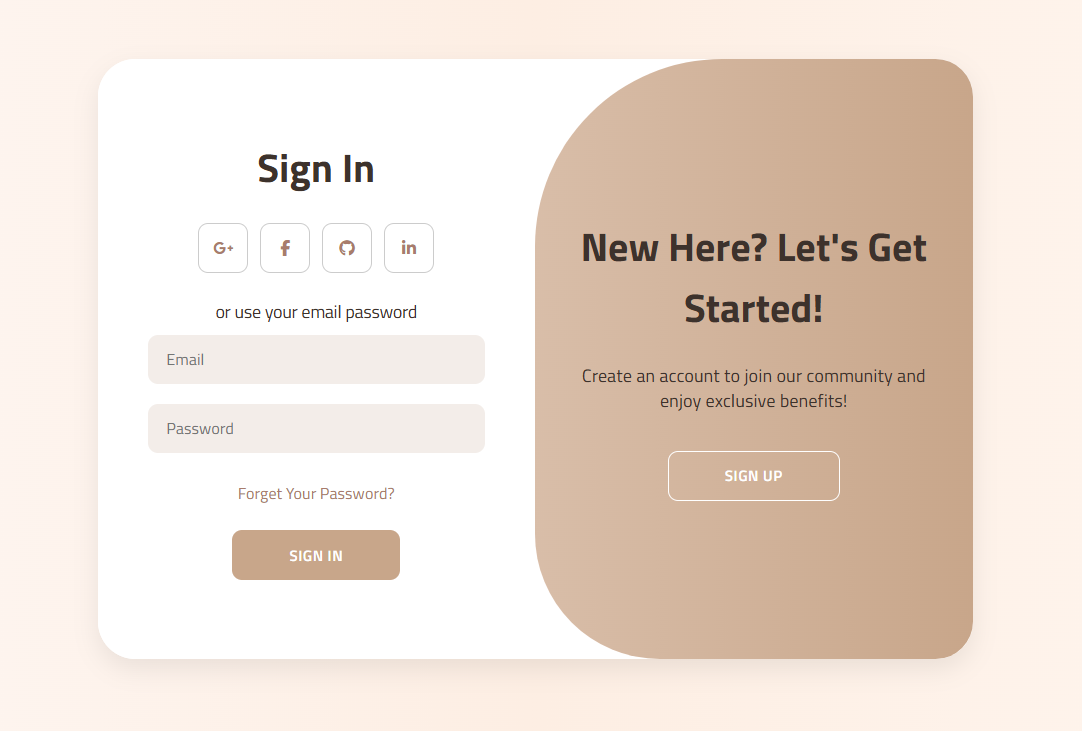 Sign In
G+ f in
or use your email password
Email
Password
Forget Your Password?
SIGN IN
New Here? Let's Get
Started!
Create an account to join our community and
enjoy exclusive benefits!
SIGN UP